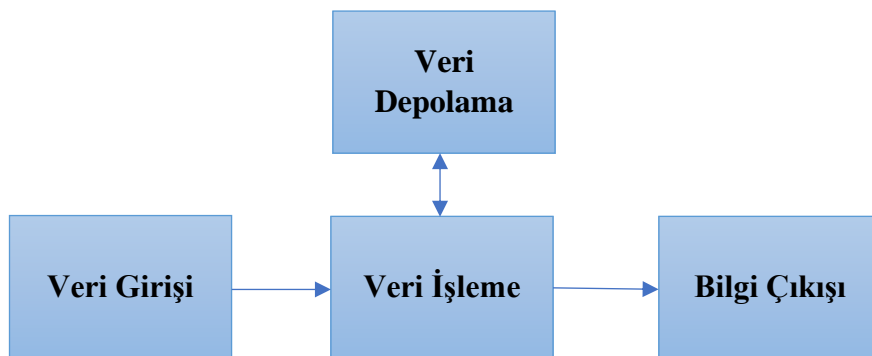 Veri
Depolama
Veri Girişi
Veri İşleme
Bilgi Çıkışı